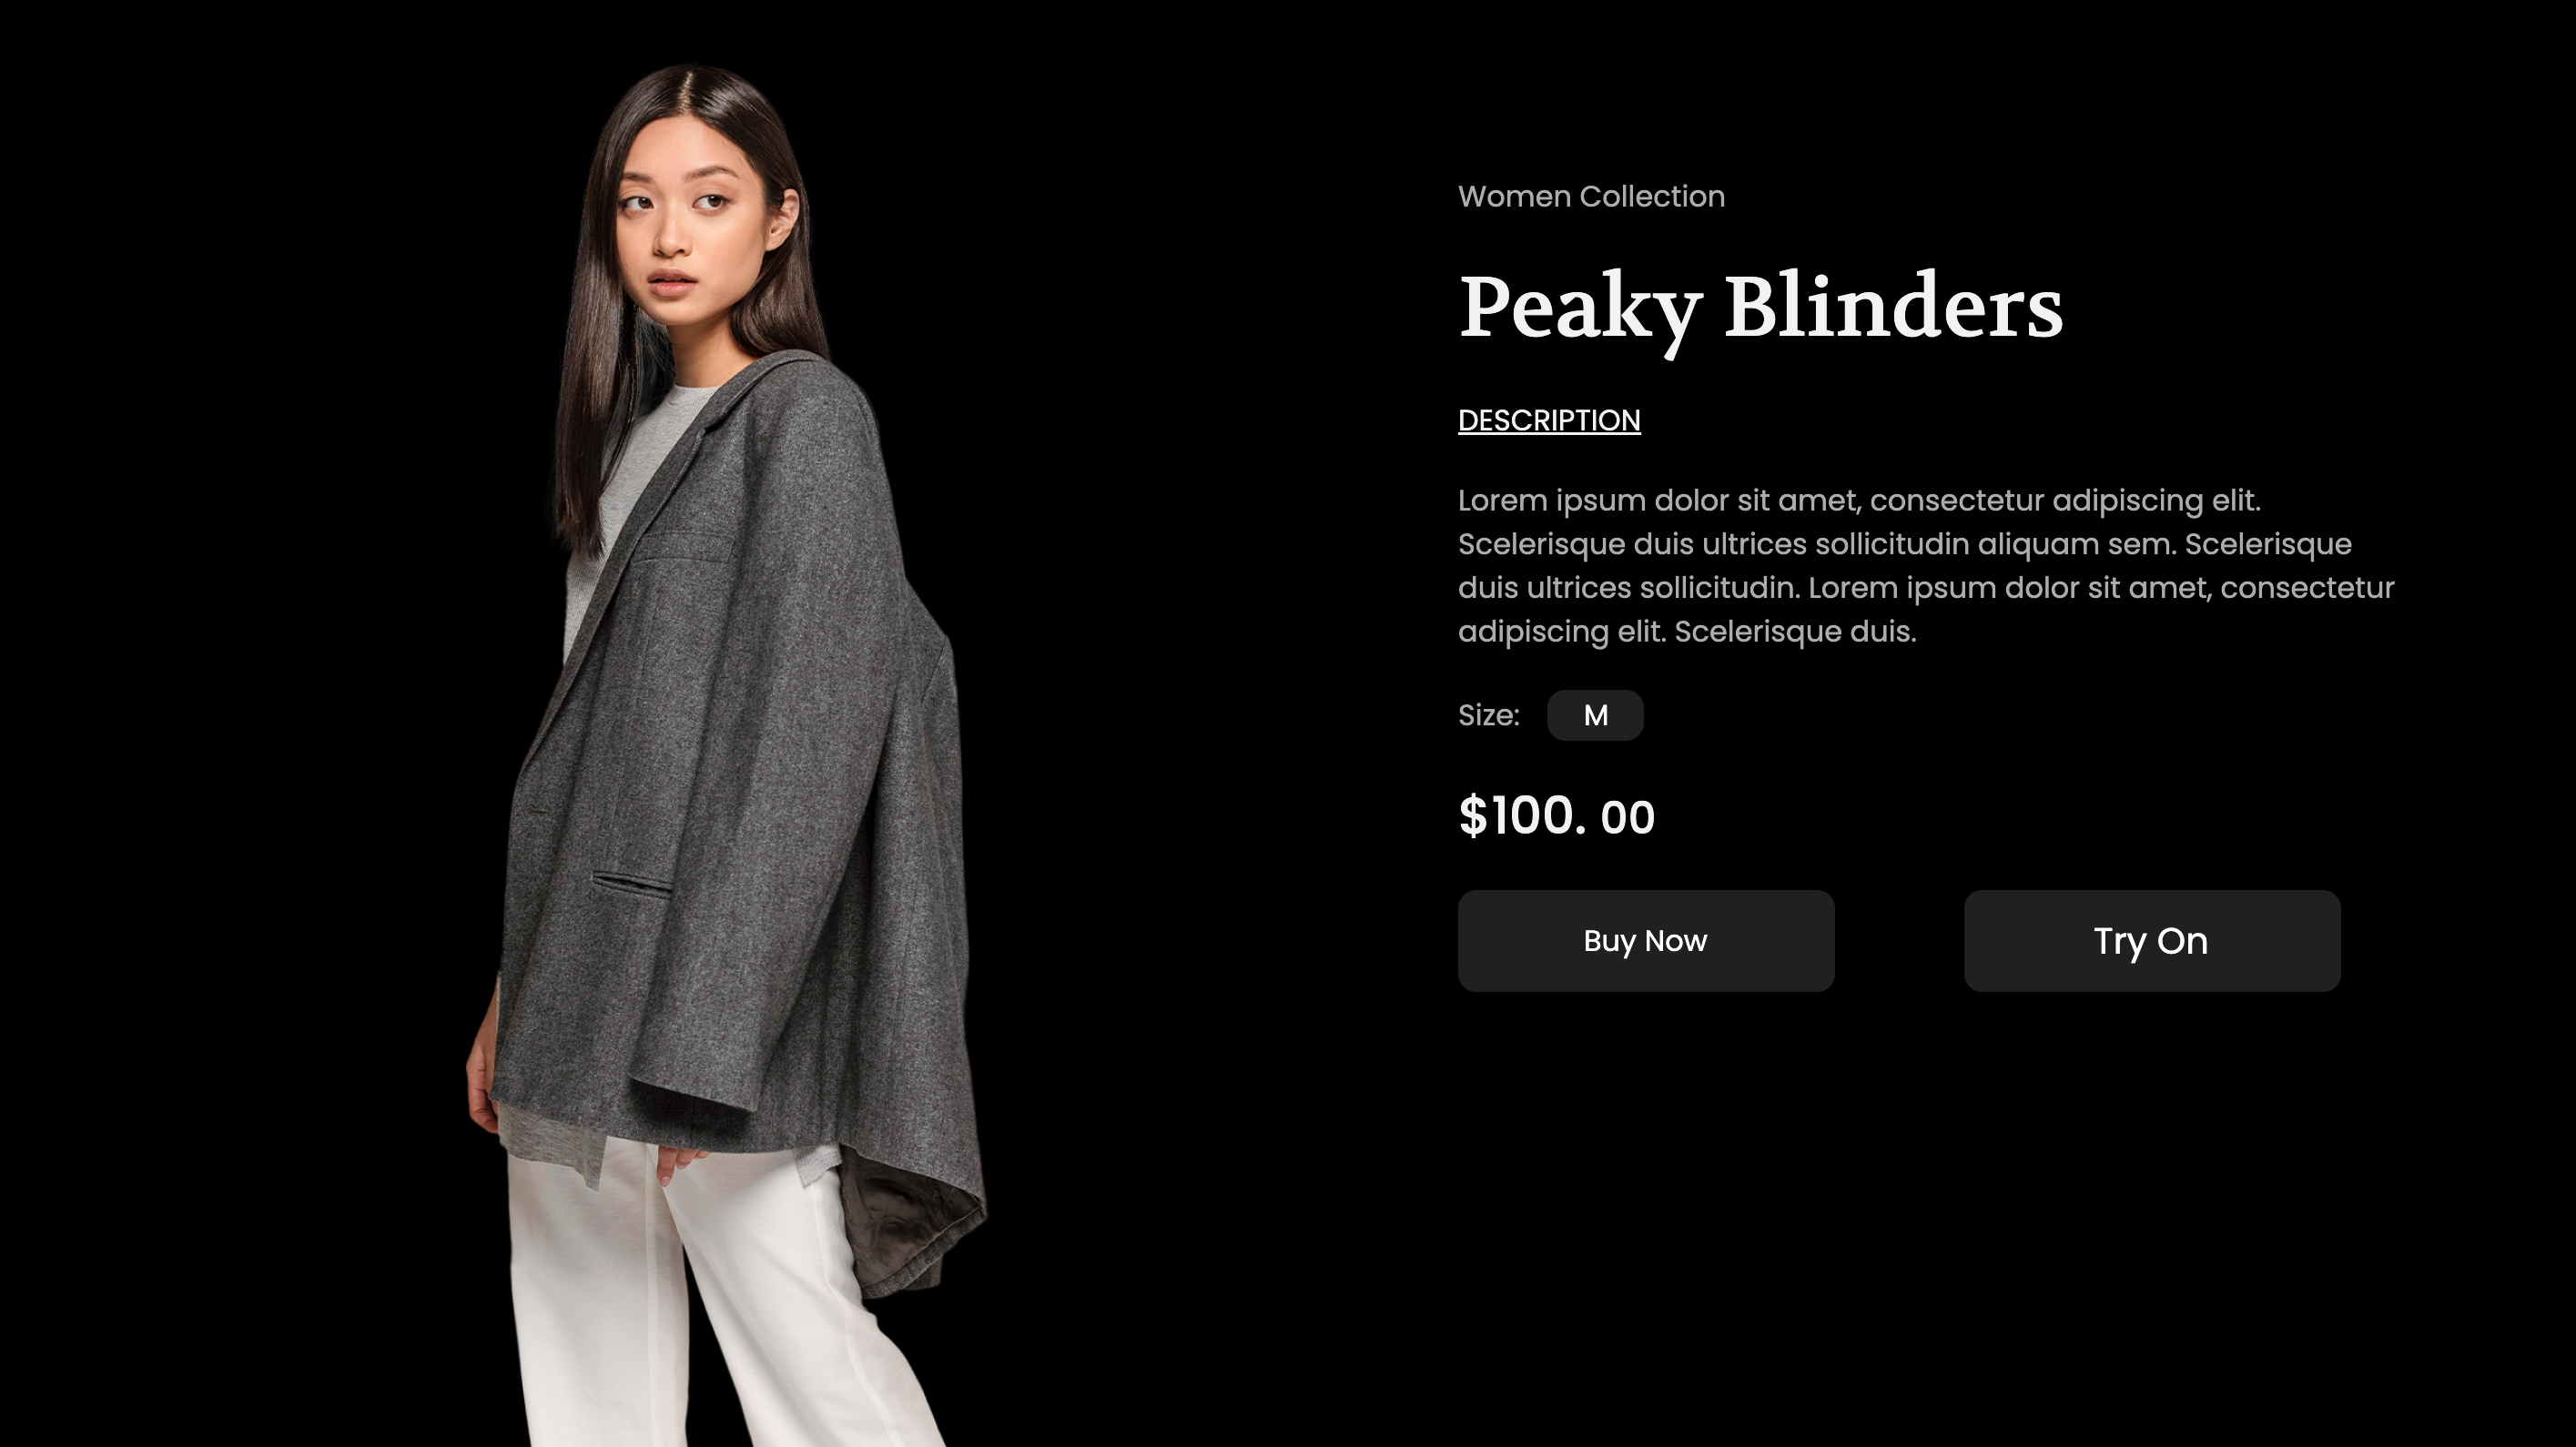 Women Collection
Peaky Blinders
DESCRIPTION
Lorem ipsum dolor sit amet, consectetur adipiscing elit.
Scelerisque duis ultrices sollicitudin aliquam sem. Scelerisque
duis ultrices sollicitudin. Lorem ipsum dolor sit amet, consectetur
adipiscing elit. Scelerisque duis.
Size: M
$100. 00
Buy Now Try On